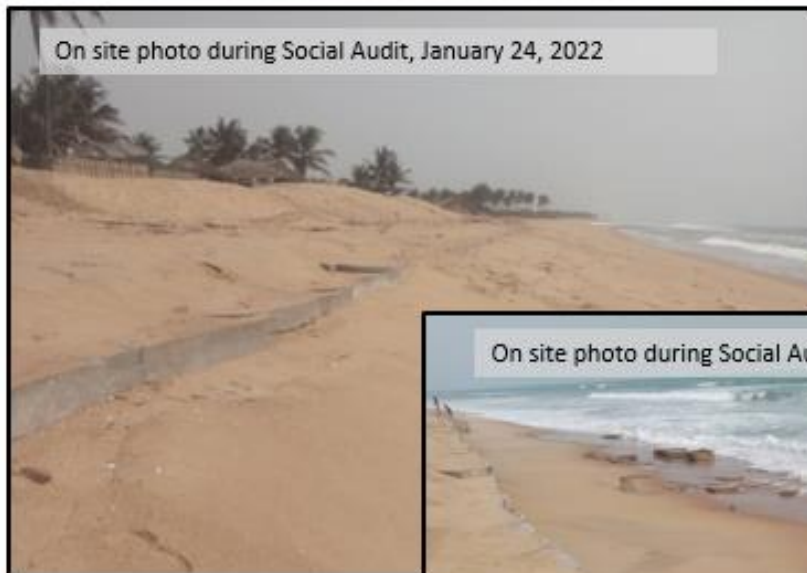 On site photo during Social Audit, January 24, 2022
On site photo during Social